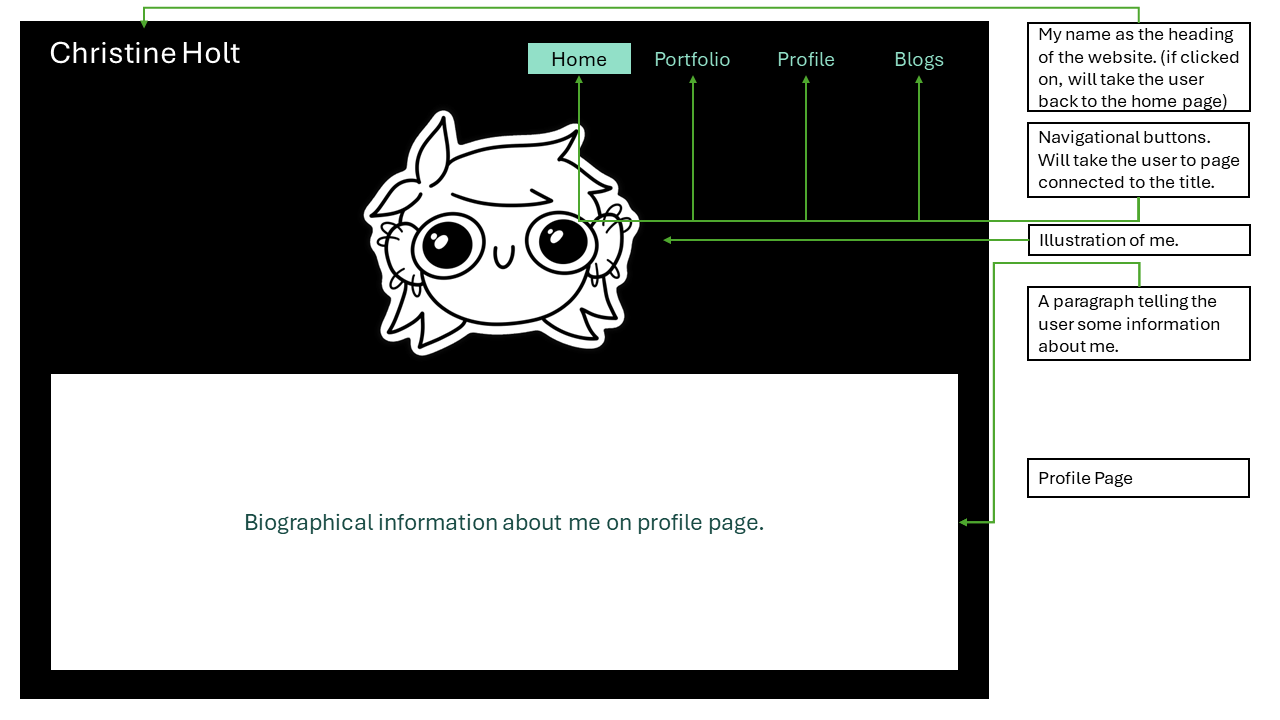 Christine Holt
Home Portfolio Profile Blogs
Biographical information about me on profile page.
My name as the heading
of the website. (if clicked
on, will take the user
back to the home page)
Navigational buttons.
Will take the user to page
connected to the title.
Illustration of me.
A paragraph telling the
user some information
about me.
Profile Page